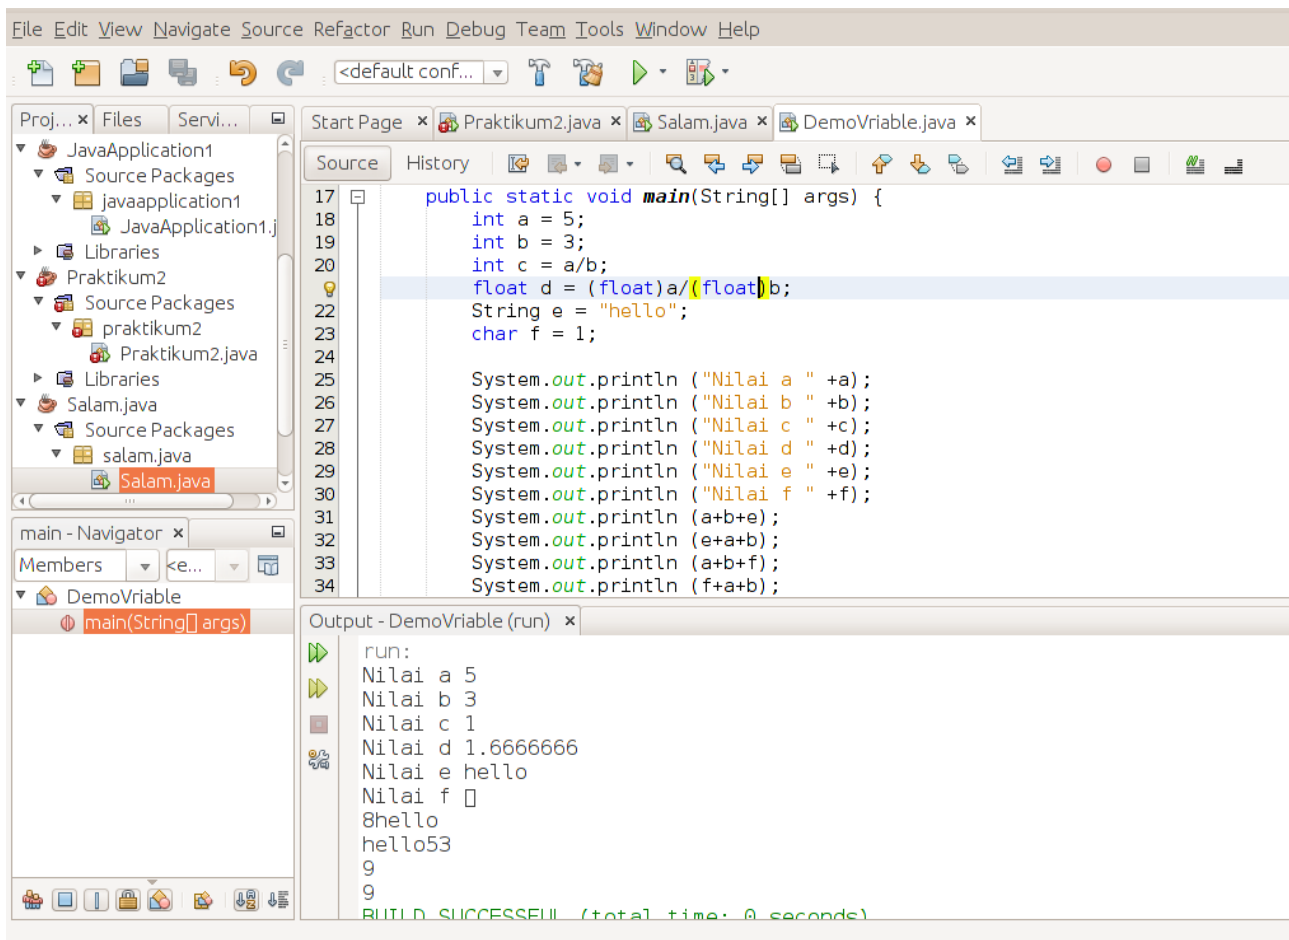 File Edit View Navigate Source Refactor Run Debug Team Tools Window Help
<default conf...
Proj... × Files Servi...
JavaApplication1
Source Packages
javaapplication1
JavaApplication1.j
Libraries
Praktikum2
Source Packages
praktikum2
Praktikum2.java
Libraries
Salam.java
Source Packages
salam.java
Salam.java
main - Navigator ×
Members <e...
DemoVriable
main(String[] args)
Start Page × Praktikum2.java × Salam.java × DemoVriable.java ×
Source History
17 public static void main(String[] args) {
18 int a = 5;
19 int b = 3;
20 int c = a/b;
float d = (float)a/(float)b;
22 String e = "hello";
23 char f = 1;
24
25 System.out.println ("Nilai a " +a);
26 System.out.println ("Nilai b " +b);
27 System.out.println ("Nilai c " +c);
28 System.out.println ("Nilai d " +d);
29 System.out.println ("Nilai e " +e);
30 System.out.println ("Nilai f " +f);
31 System.out.println (a+b+e);
32 System.out.println (e+a+b);
33 System.out.println (a+b+f);
34 System.out.println (f+a+b);
Output - DemoVriable (run) ×
run:
Nilai a 5
Nilai b 3
Nilai c 1
Nilai d 1.6666666
Nilai e hello
Nilai f
8hello
hello53
9
9
BUILD SUCCESSFUL (total time: 0 seconds)